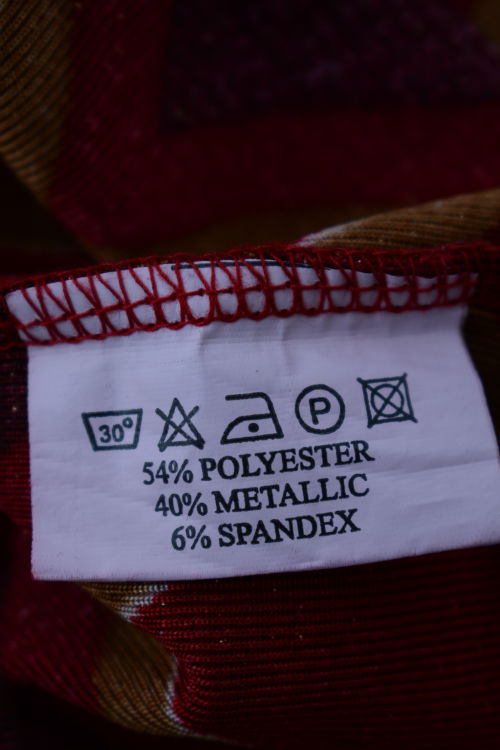 30° P
54% POLYESTER
40% METALLIC
6% SPANDEX